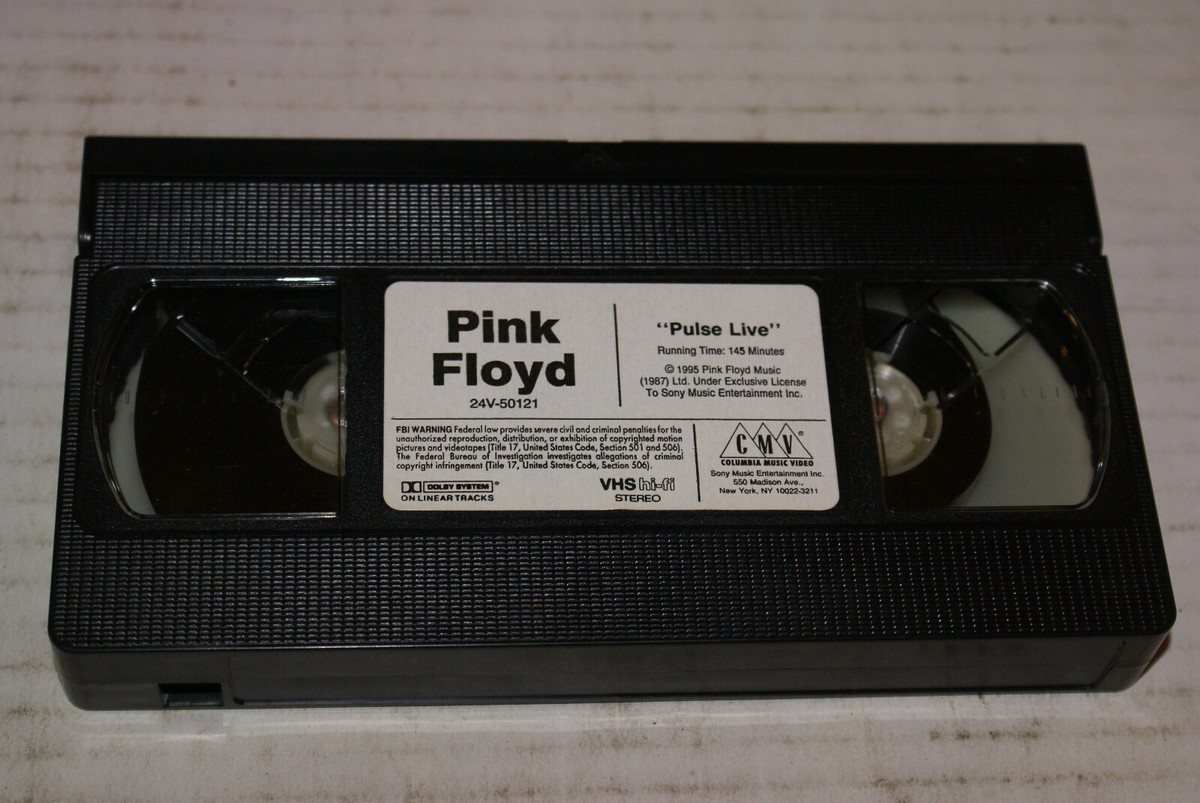 Pink
Floyd
24V-50121
"Pulse Live"
Running Time: 145 Minutes
© 1995 Pink Floyd Music
(1987) Ltd. Under Exclusive License
To Sony Music Entertainment Inc.
FBI WARNING Federal law provides severe civil and criminal penalties for the
unauthorized reproduction, distribution, or exhibition of copyrighted motion
pictures and videotapes (Title 17, United States Code, Section 501 and 506).
The Federal Bureau of Investigation investigates allegations of criminal
copyright infringement (Title 17, United States Code, Section 506).
DOLBY SYSTEM®
ON LINEAR TRACKS
VHS hi-fi
STEREO
CMV®
COLUMBIA MUSIC VIDEO
Sony Music Entertainment Inc.
550 Madison Ave.,
New York, NY 10022-3211